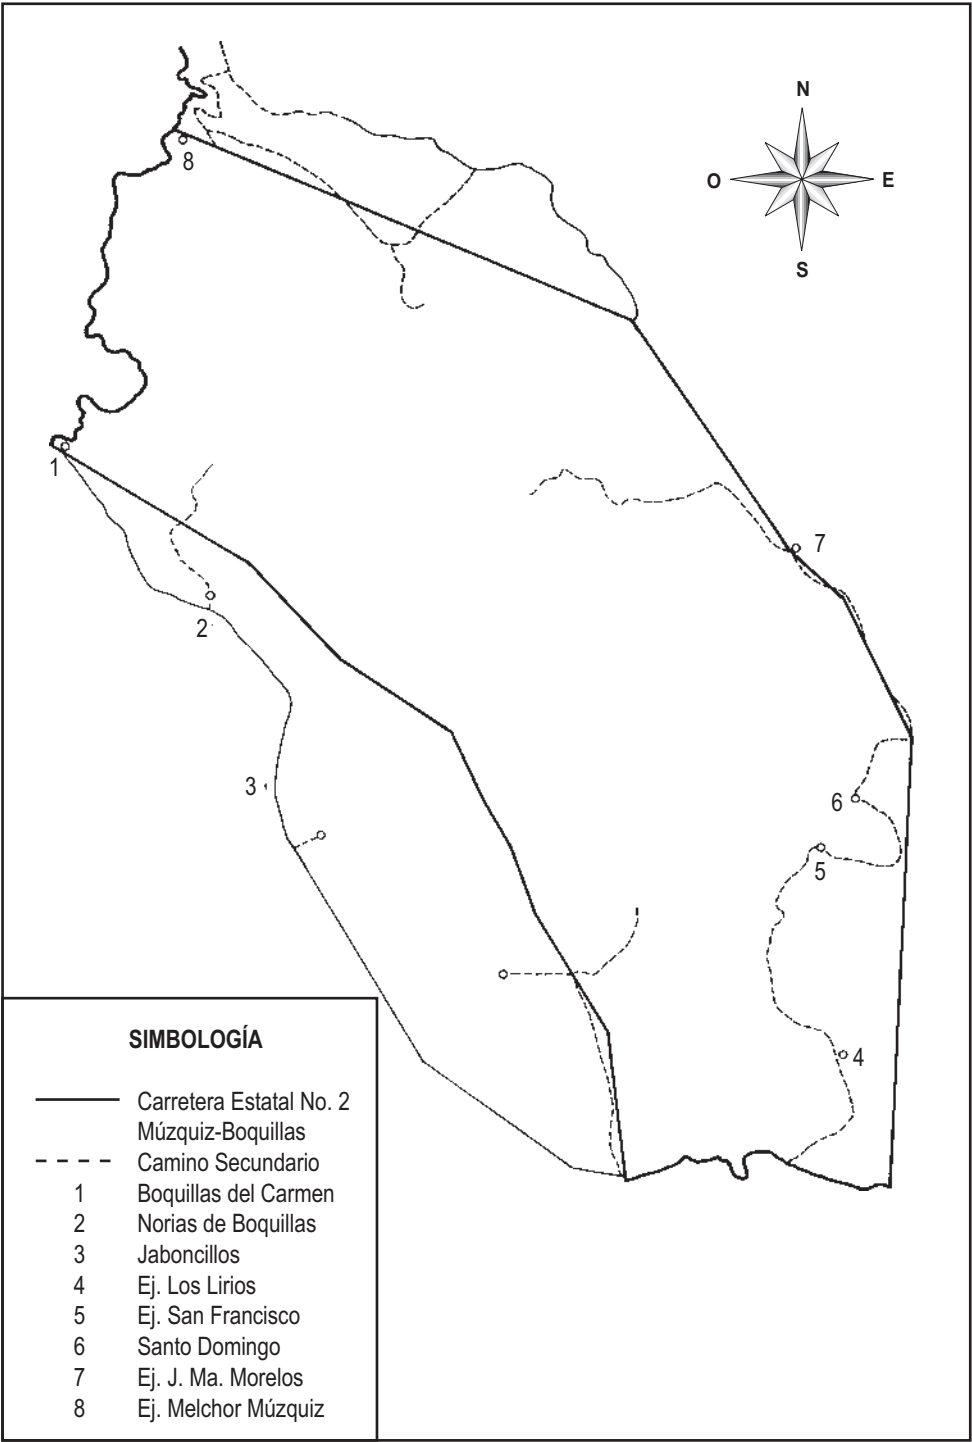 N
O
E
S
8
1
7
2
3
6
5
4
SIMBOLOGÍA
Carretera Estatal No. 2
Múzquiz-Boquillas
Camino Secundario
1 Boquillas del Carmen
2 Norias de Boquillas
3 Jaboncillos
4 Ej. Los Lirios
5 Ej. San Francisco
6 Santo Domingo
7 Ej. J. Ma. Morelos
8 Ej. Melchor Múzquiz